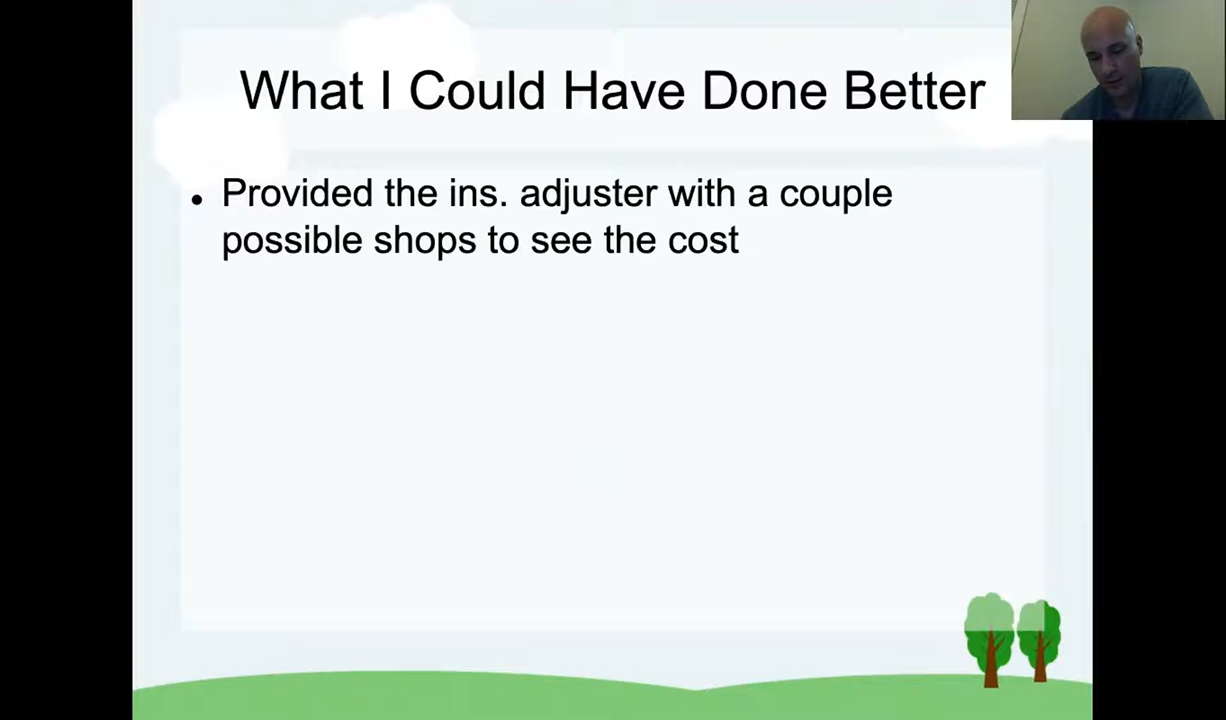 What I Could Have Done Better
• Provided the ins. adjuster with a couple
possible shops to see the cost